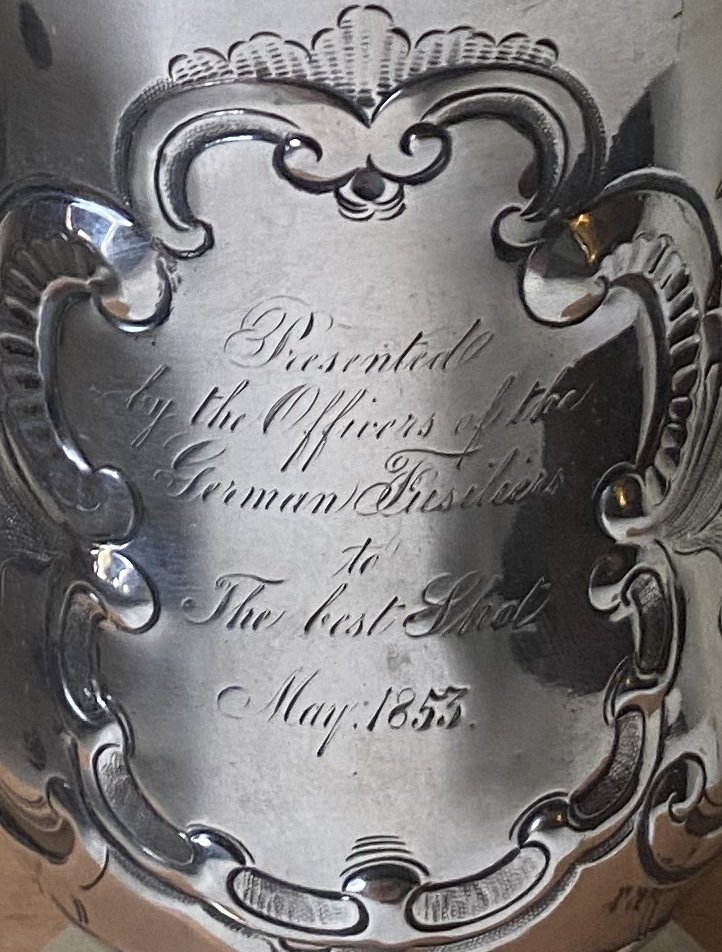 Presented
by the Officers of the
German Fusiliers
to
The best Shot
May. 1853.